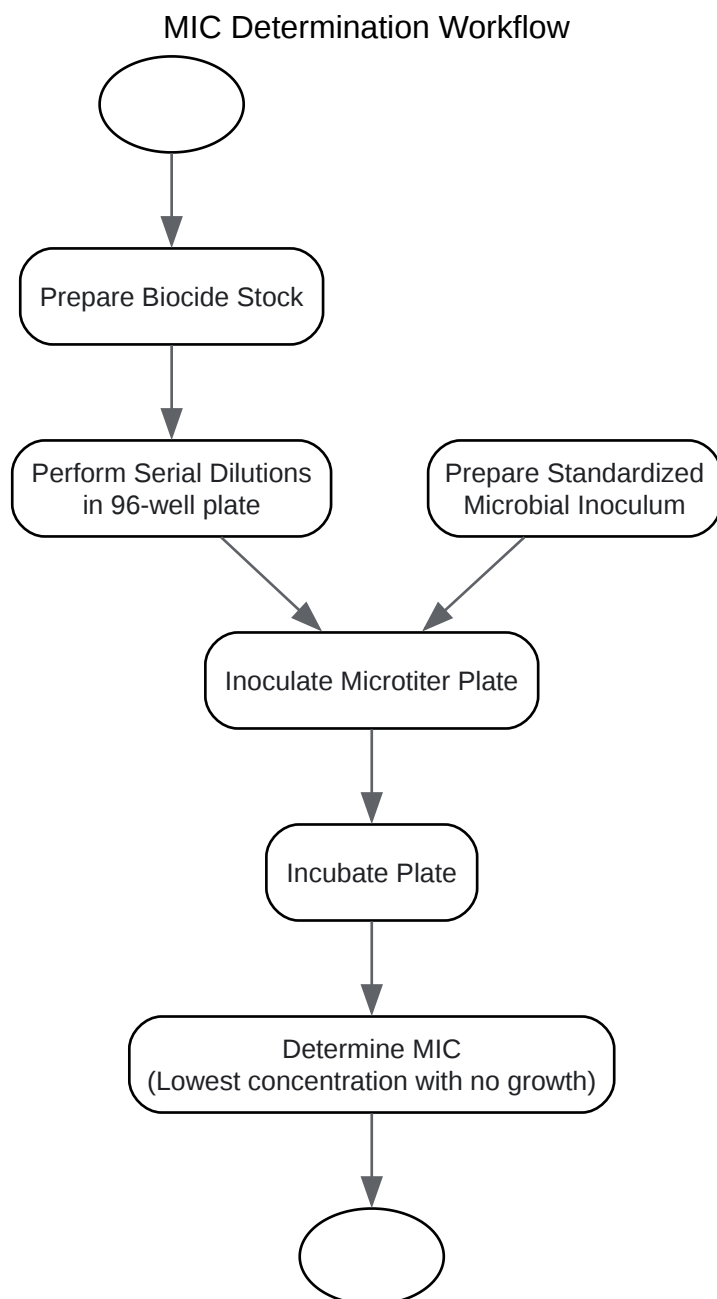 MIC Determination Workflow
Prepare Biocide Stock
Perform Serial Dilutions
in 96-well plate
Prepare Standardized
Microbial Inoculum
Inoculate Microtiter Plate
Incubate Plate
Determine MIC
(Lowest concentration with no growth)